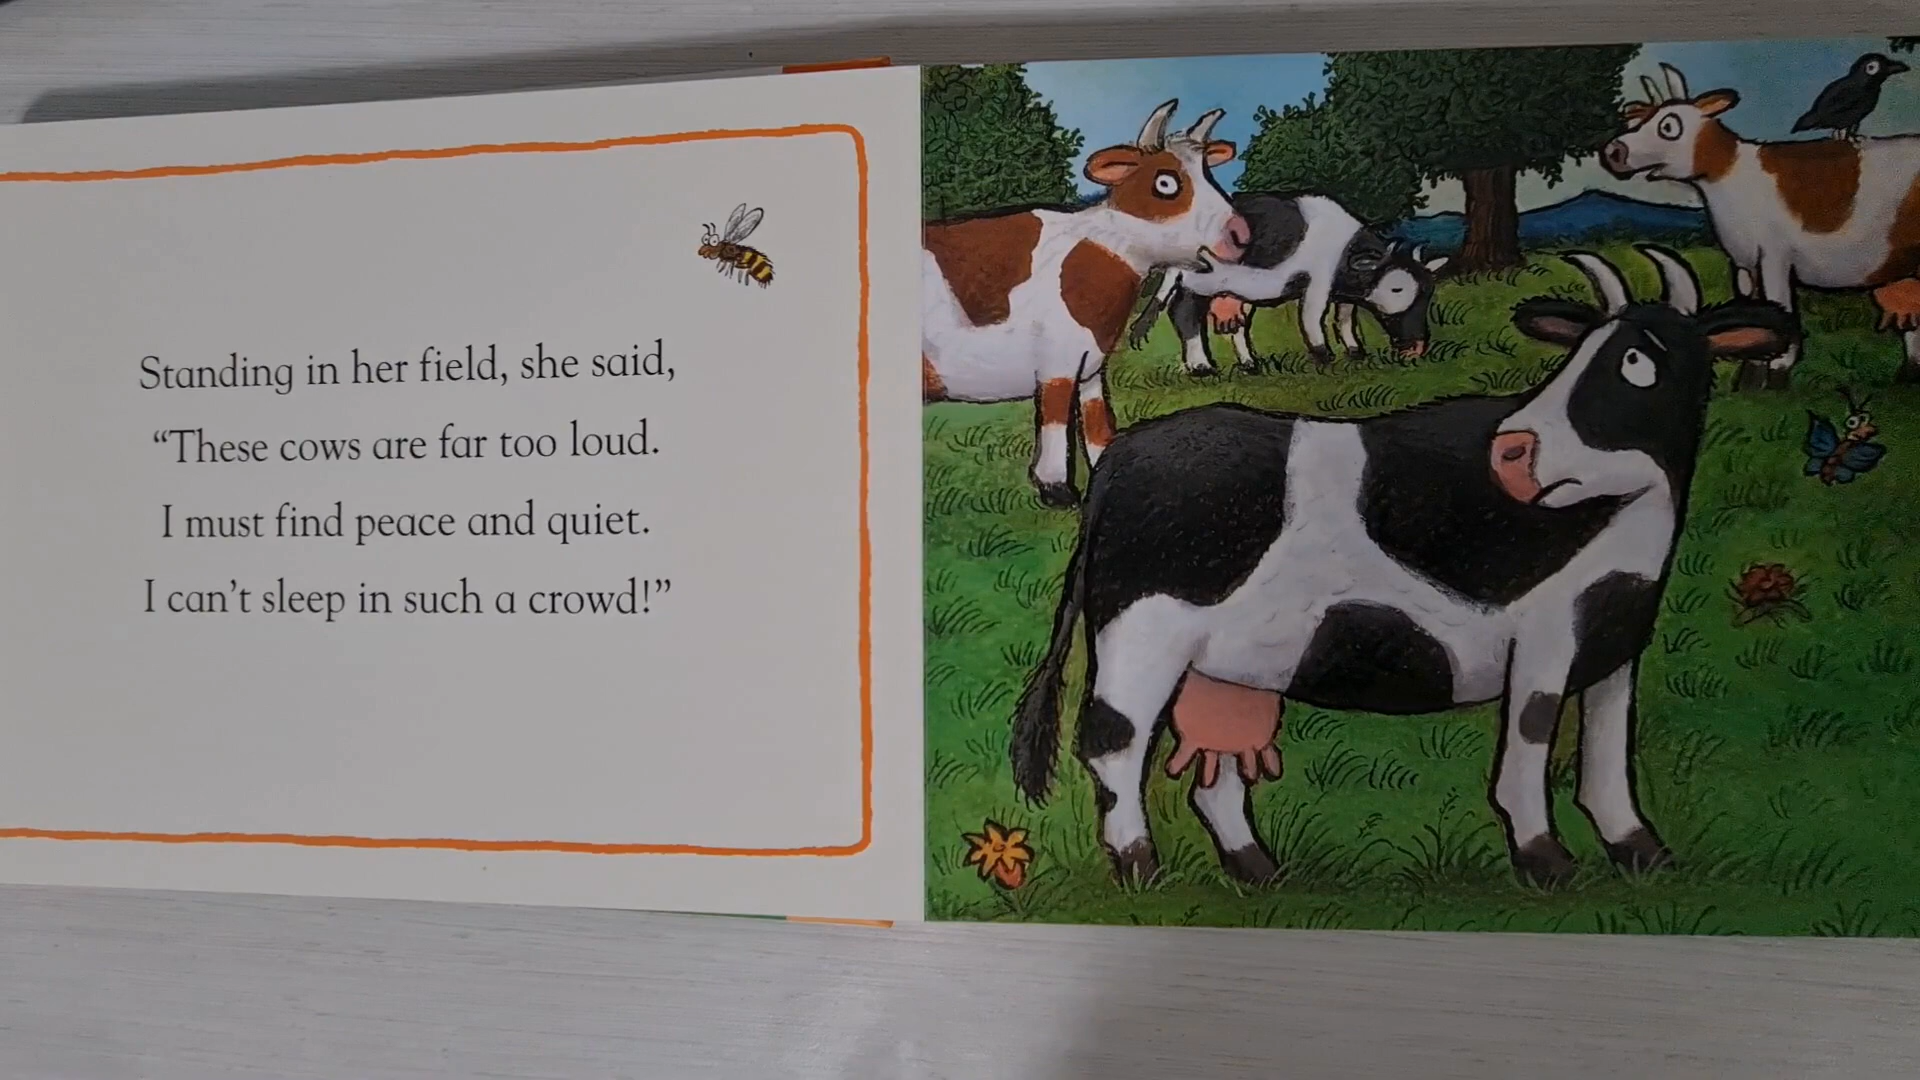 Standing in her field, she said,
“These cows are far too loud.
I must find peace and quiet.
I can’t sleep in such a crowd!”